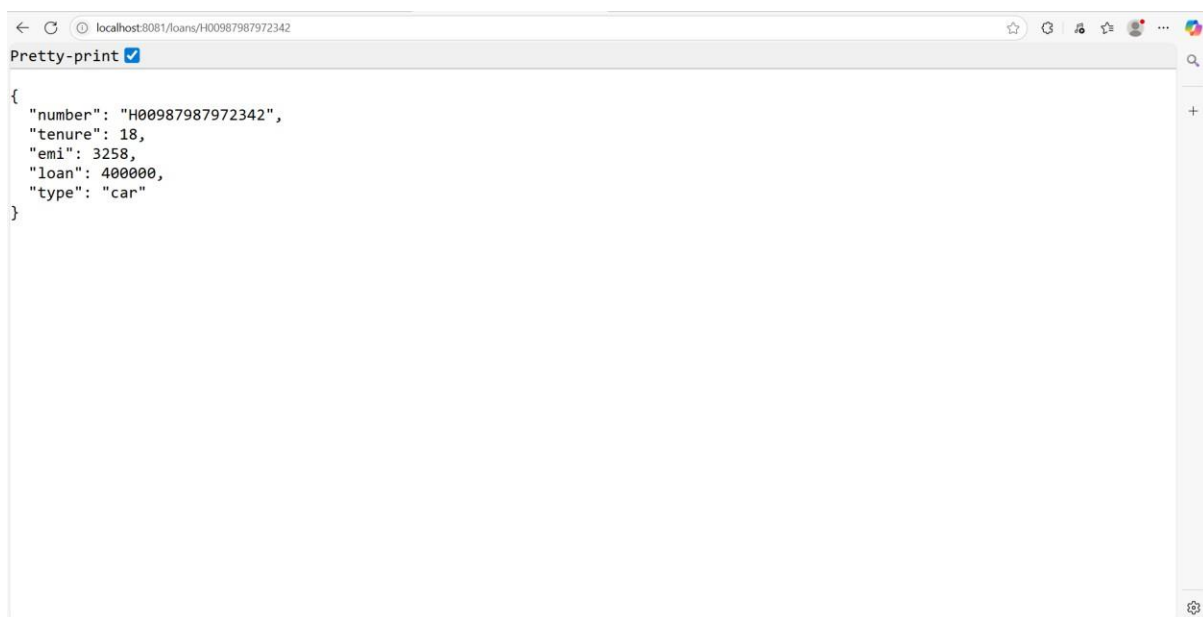 localhost:8081/loans/H00987987972342
Pretty-print
{
"number": "H00987987972342",
"tenure": 18,
"emi": 3258,
"loan": 400000,
"type": "car"
}